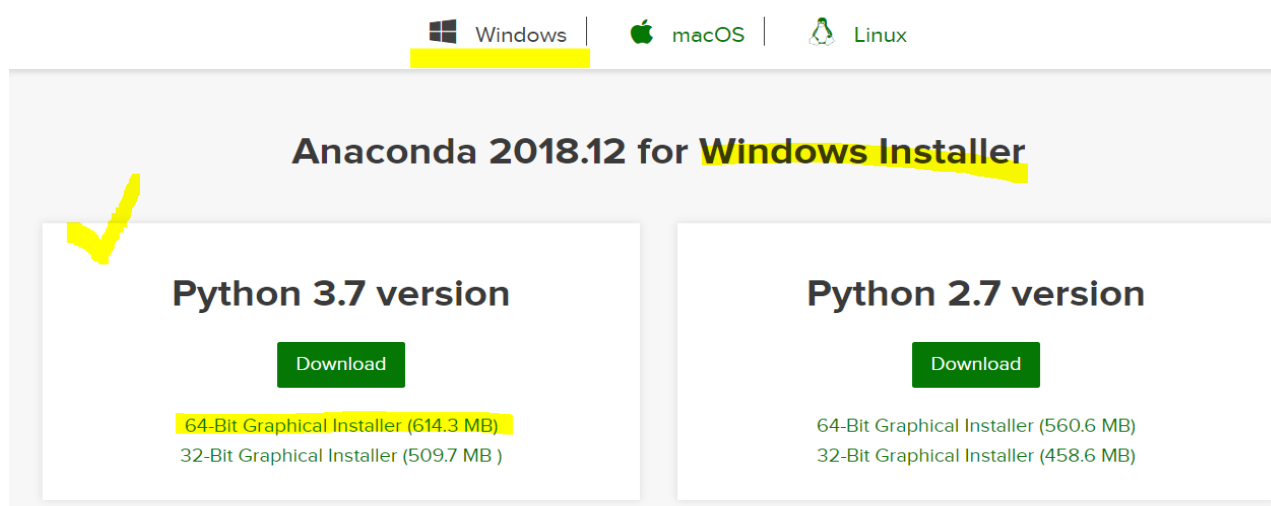 Windows macOS Linux
Anaconda 2018.12 for Windows Installer
Python 3.7 version
Download
64-Bit Graphical Installer (614.3 MB)
32-Bit Graphical Installer (509.7 MB )
Python 2.7 version
Download
64-Bit Graphical Installer (560.6 MB)
32-Bit Graphical Installer (458.6 MB)